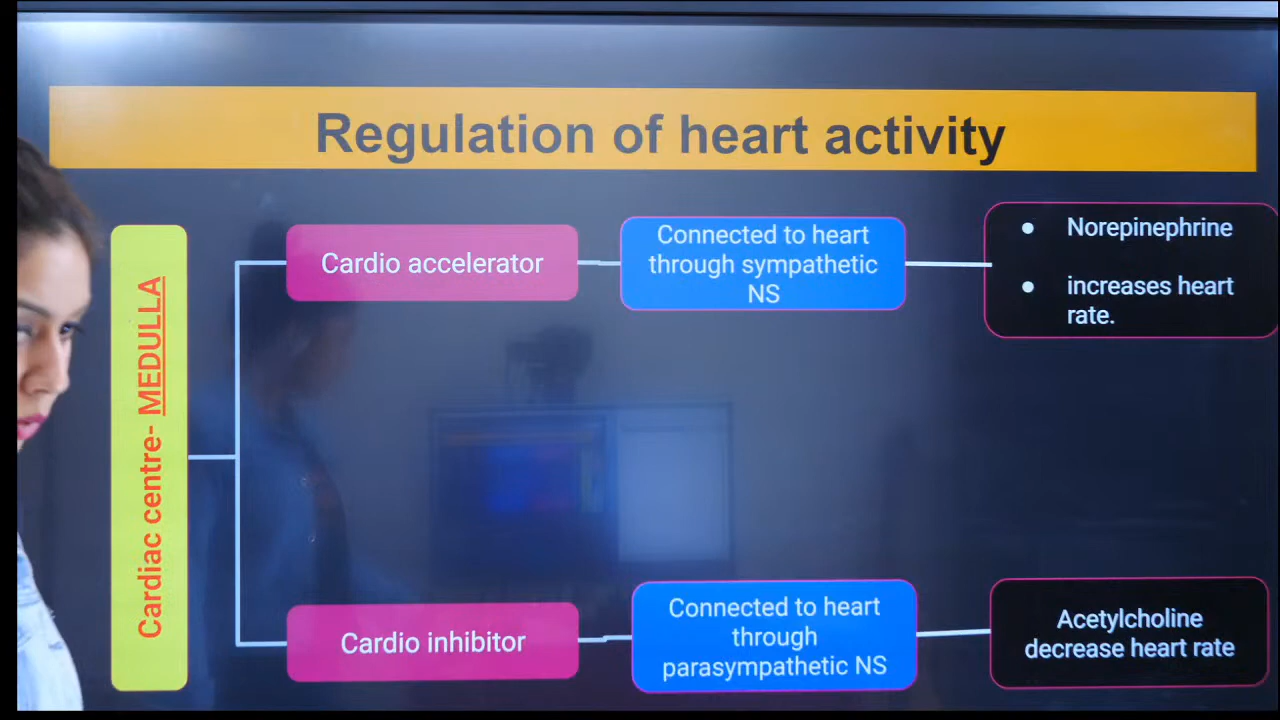 Regulation of heart activity
Cardiac centre- MEDULLA
Cardio accelerator
Connected to heart
through sympathetic
NS
● Norepinephrine
● increases heart
rate.
Cardio inhibitor
Connected to heart
through
parasympathetic NS
Acetylcholine
decrease heart rate